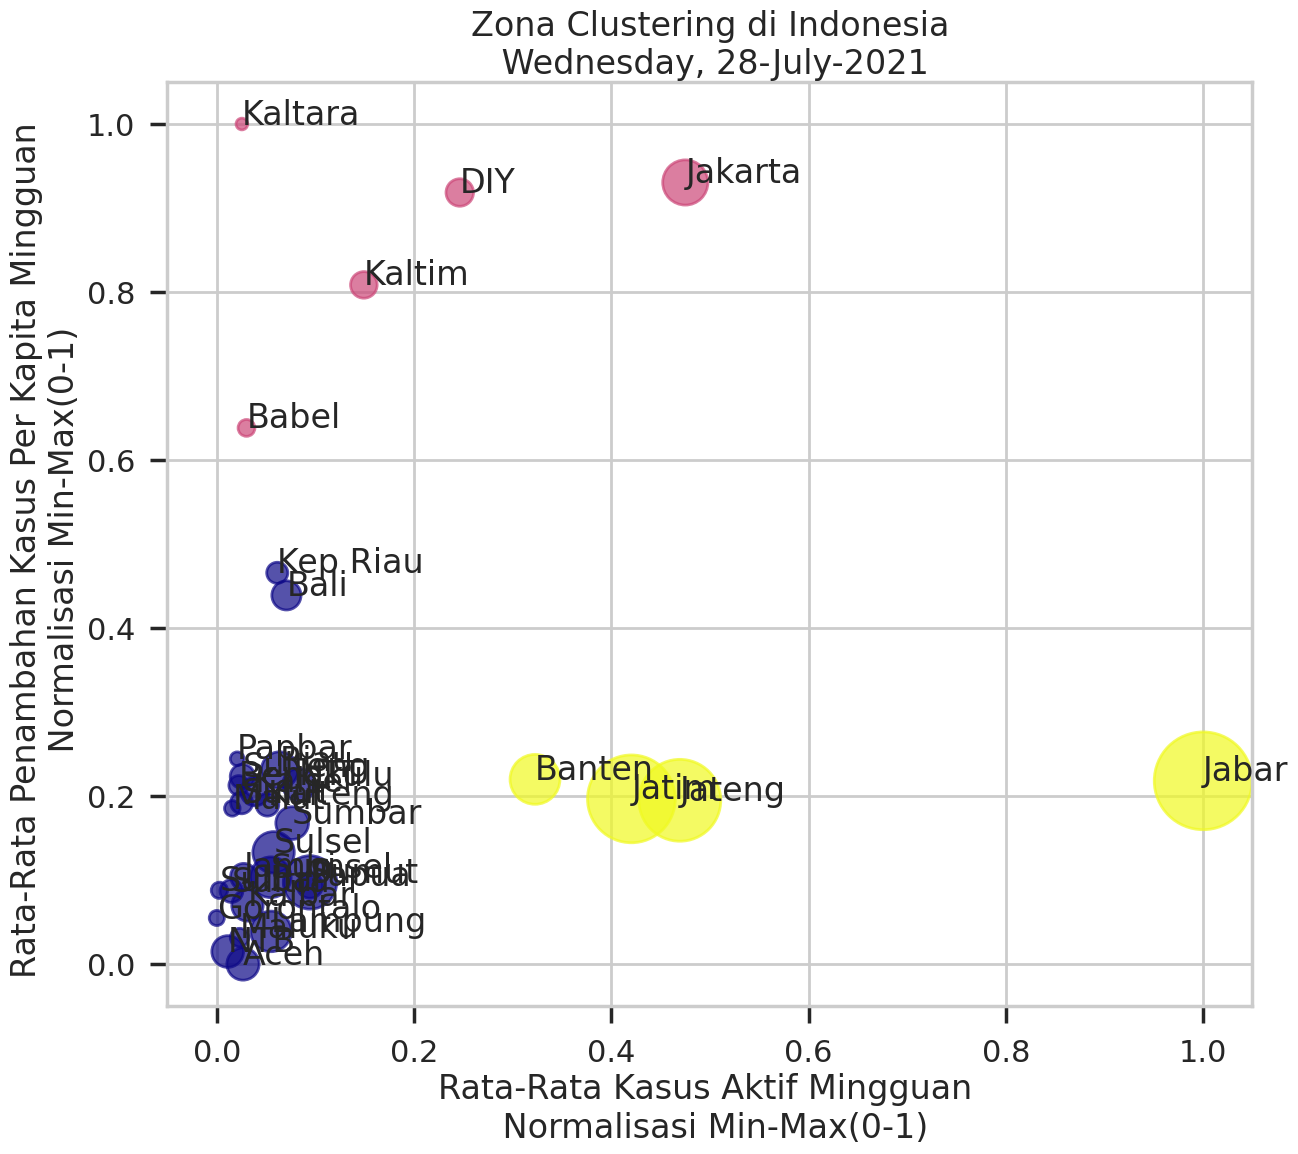 Zona Clustering di Indonesia
Wednesday, 28-July-2021
Rata-Rata Penambahan Kasus Per Kapita Mingguan
Normalisasi Min-Max(0-1)
1.0
0.8
0.6
0.4
0.2
0.0
Kaltara
DIY
Jakarta
Kaltim
Babel
Kep Riau
Bali
Papbar
Banten
Jatim
Jateng
Jabar
Sumbar
Sulsel
Kalbar
Gorontalo
Lampung
Maluku
NTB
Aceh
0.0
0.2
0.4
0.6
0.8
1.0
Rata-Rata Kasus Aktif Mingguan
Normalisasi Min-Max(0-1)